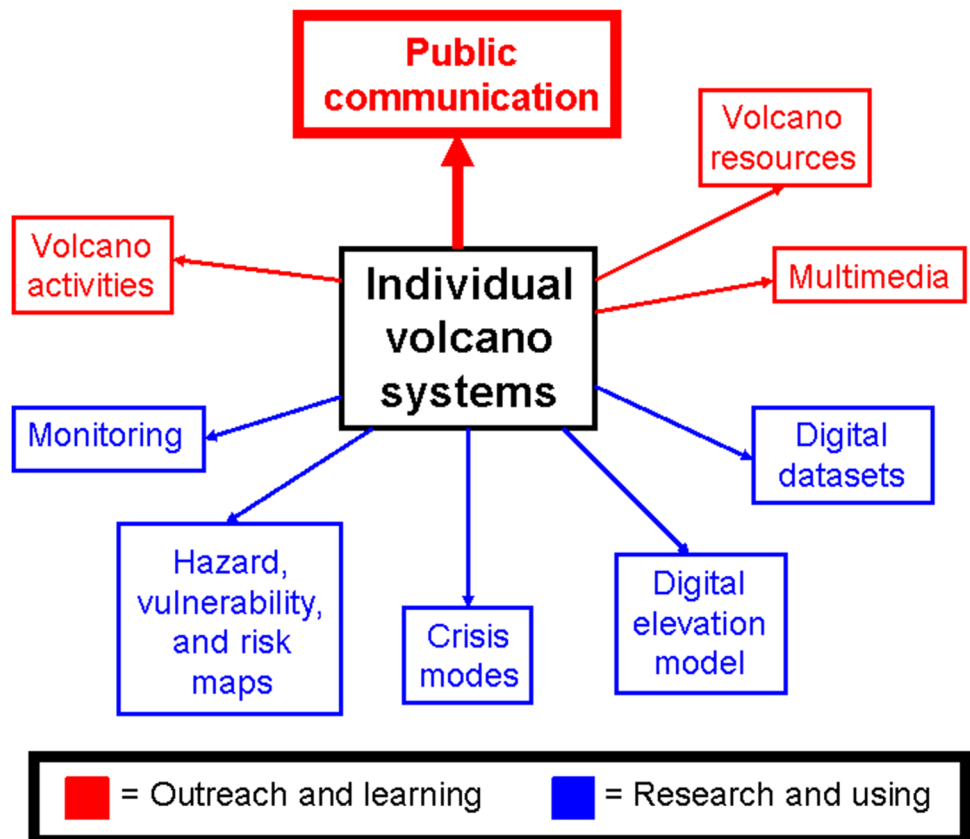 Public
communication
Volcano
resources
Volcano
activities
Individual
volcano
systems
Multimedia
Monitoring
Digital
datasets
Hazard,
vulnerability,
and risk
maps
Crisis
modes
Digital
elevation
model
= Outreach and learning
= Research and using